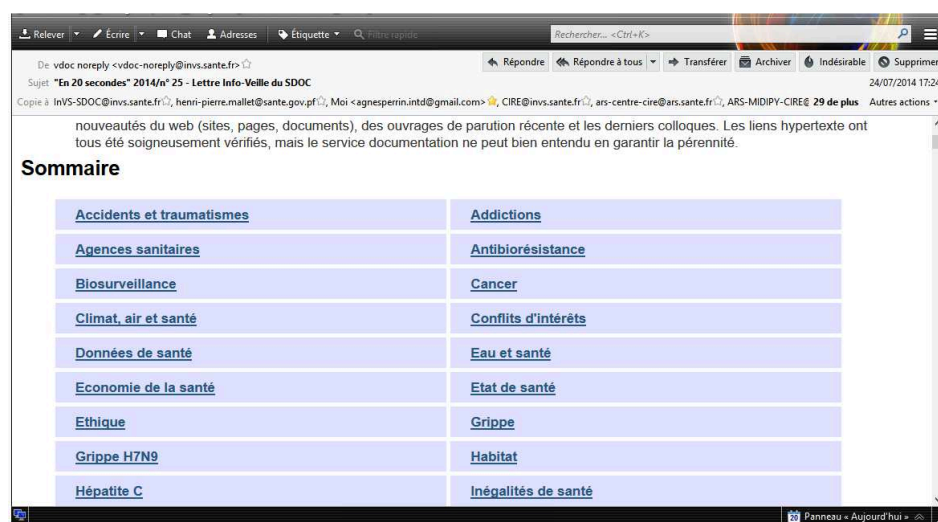 Relever Écrire Chat Adresses Étiquette Filtre rapide Rechercher... <Ctrl+K>
De vdoc noreply <vdoc-noreply@invs.sante.fr> Répondre Répondre à tous Transférer Archiver Indésirable Supprimer
Sujet "En 20 secondes" 2014/n° 25 - Lettre Info-Veille du SDOC 24/07/2014 17:24
Copie à InVS-SDOC@invs.sante.fr, henri-pierre.mallet@sante.gov.pf, Moi <agnesperrin.intd@gmail.com>, CIRE@invs.sante.fr, ars-centre-cire@ars.sante.fr, ARS-MIDIPY-CIRE@ 29 de plus Autres actions
nouveautés du web (sites, pages, documents), des ouvrages de parution récente et les derniers colloques. Les liens hypertexte ont
tous été soigneusement vérifiés, mais le service documentation ne peut bien entendu en garantir la pérennité.
Sommaire
Accidents et traumatismes Addictions
Agences sanitaires Antibiorésistance
Biosurveillance Cancer
Climat, air et santé Conflits d'intérêts
Données de santé Eau et santé
Economie de la santé Etat de santé
Ethique Grippe
Grippe H7N9 Habitat
Hépatite C Inégalités de santé
20 Panneau « Aujourd'hui »